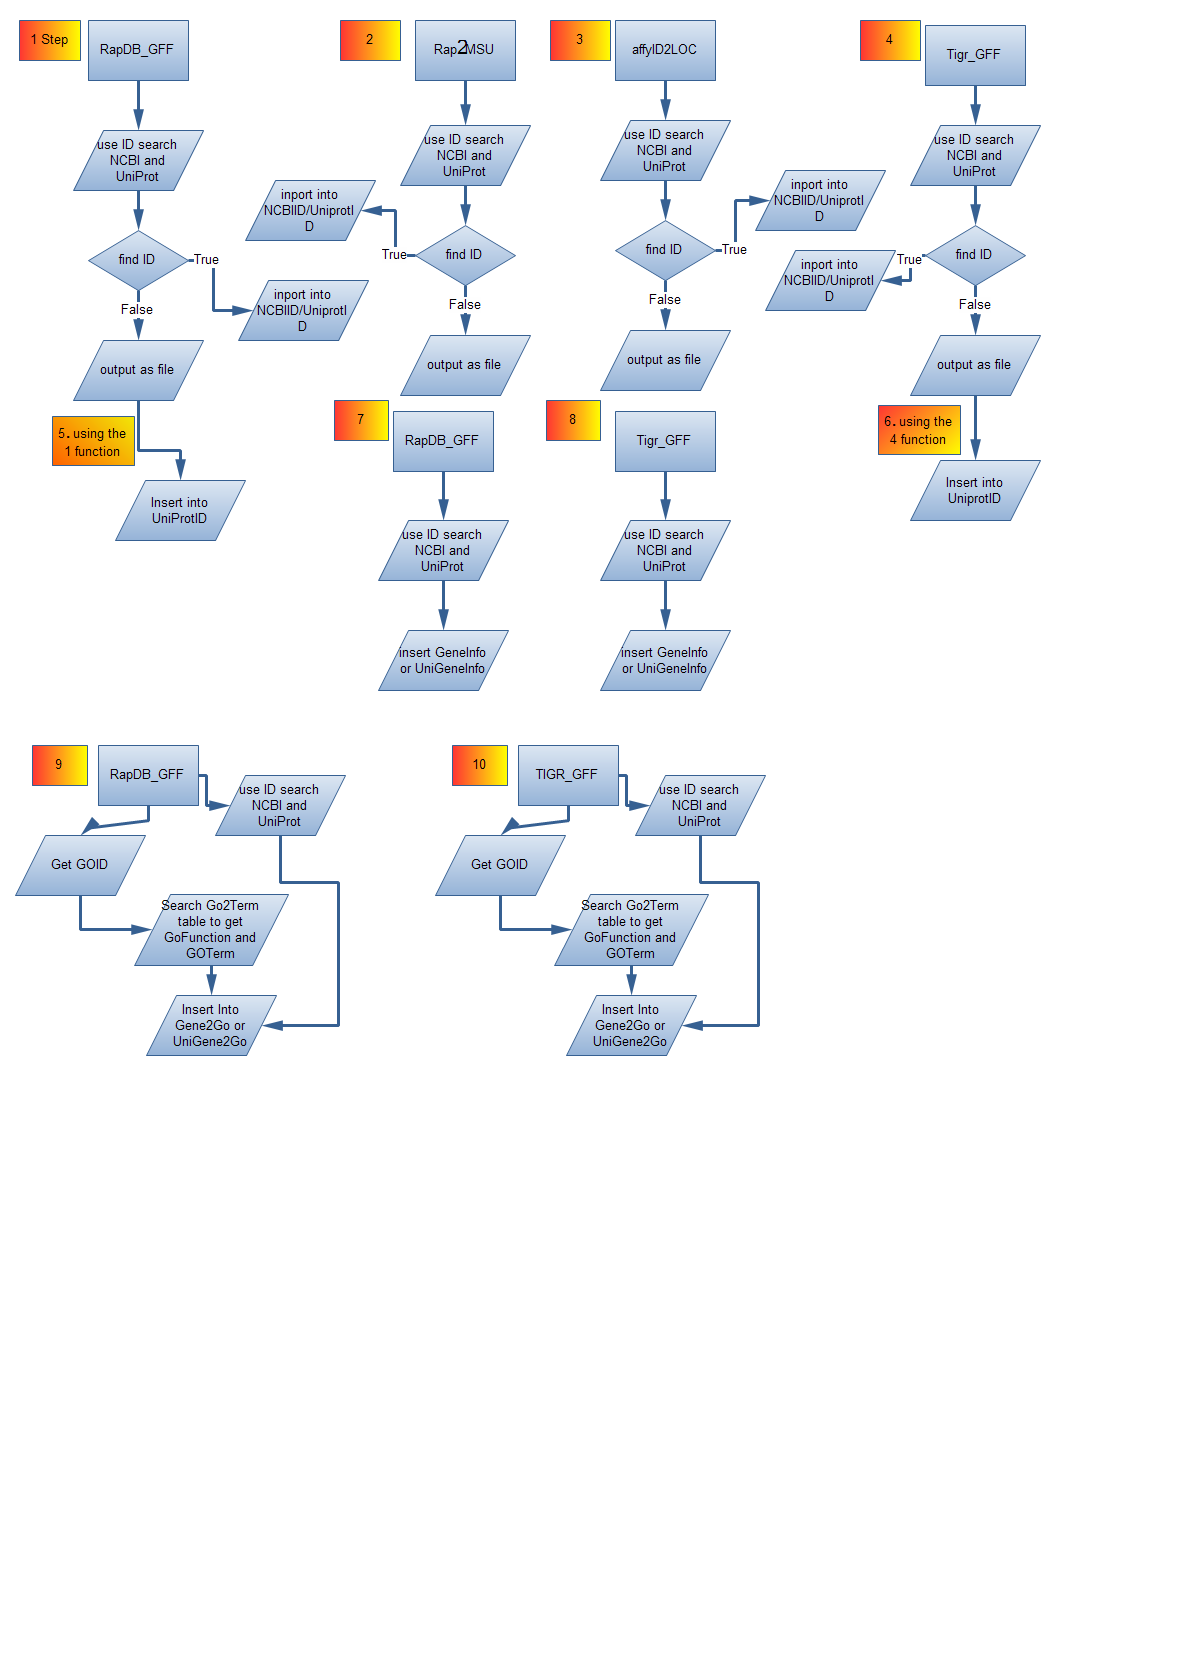 1 Step
RapDB_GFF
use ID search
NCBI and
UniProt
find ID
True
inport into
NCBIID/UniprotI
D
False
output as file
5. using the
1 function
Insert into
UniProtID
2
Rap2MSU
use ID search
NCBI and
UniProt
find ID
True
inport into
NCBIID/UniprotI
D
False
output as file
3
affyID2LOC
use ID search
NCBI and
UniProt
find ID
True
inport into
NCBIID/UniprotI
D
False
output as file
4
Tigr_GFF
use ID search
NCBI and
UniProt
find ID
True
inport into
NCBIID/UniprotI
D
False
output as file
6. using the
4 function
Insert into
UniprotID
7
RapDB_GFF
use ID search
NCBI and
UniProt
insert GeneInfo
or UniGeneInfo
8
Tigr_GFF
use ID search
NCBI and
UniProt
insert GeneInfo
or UniGeneInfo
9
RapDB_GFF
use ID search
NCBI and
UniProt
Get GOID
Search Go2Term
table to get
GoFunction and
GOTerm
Insert Into
Gene2Go or
UniGene2Go
10
TIGR_GFF
use ID search
NCBI and
UniProt
Get GOID
Search Go2Term
table to get
GoFunction and
GOTerm
Insert Into
Gene2Go or
UniGene2Go